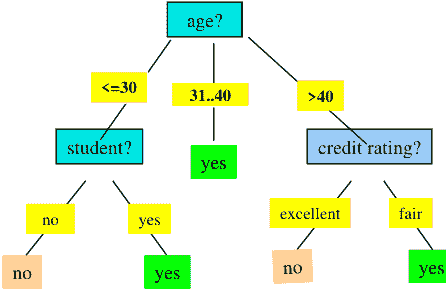 age?
<=30
31..40
>40
student?
yes
credit rating?
no
yes
excellent
fair
no
yes
no
yes